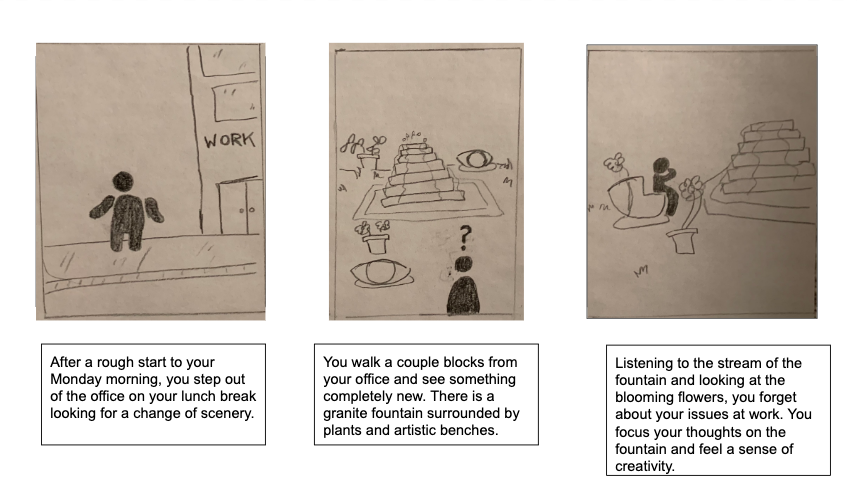 WORK
?
After a rough start to your
Monday morning, you step out
of the office on your lunch break
looking for a change of scenery.
You walk a couple blocks from
your office and see something
completely new. There is a
granite fountain surrounded by
plants and artistic benches.
Listening to the stream of the
fountain and looking at the
blooming flowers, you forget
about your issues at work. You
focus your thoughts on the
fountain and feel a sense of
creativity.